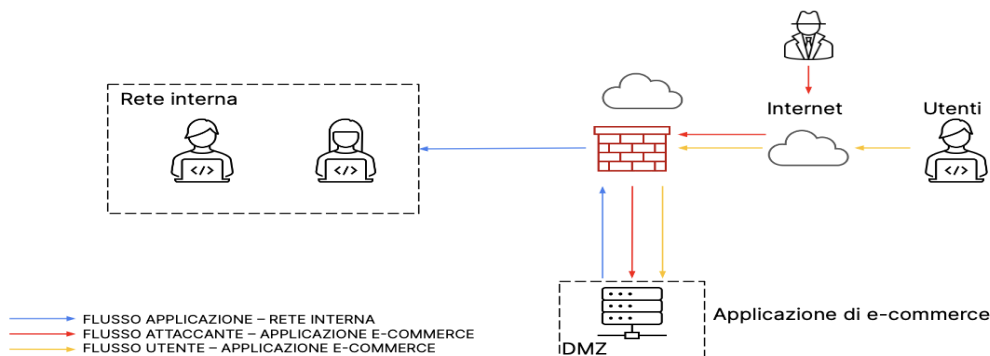 Rete interna
Internet
Utenti
</>
</>
</>
Applicazione di e-commerce
DMZ
FLUSSO APPLICAZIONE – RETE INTERNA
FLUSSO ATTACCANTE – APPLICAZIONE E-COMMERCE
FLUSSO UTENTE – APPLICAZIONE E-COMMERCE